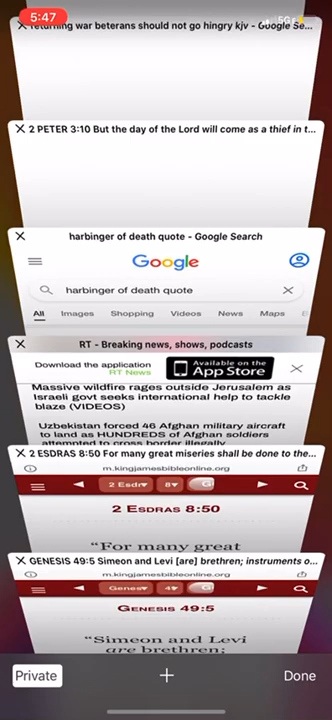 5:47
5G
returning war beterans should not go hingry kjv - Google Se...
2 PETER 3:10 But the day of the Lord will come as a thief in t...
harbinger of death quote - Google Search
Google
harbinger of death quote
All Images Shopping Videos News Maps
RT - Breaking news, shows, podcasts
Download the application
RT News
Available on the
App Store
Massive wildfire rages outside Jerusalem as
Israeli govt seeks international help to tackle
blaze (VIDEOS)
Uzbekistan forced 46 Afghan military aircraft
to land as HUNDREDS of Afghan soldiers
attempted to cross border illegally
2 ESDRAS 8:50 For many great miseries shall be done to the...
m.kingjamesbibleonline.org
2 Esdr 8 G
2 ESDRAS 8:50
“For many great
GENESIS 49:5 Simeon and Levi [are] brethren; instruments o...
m.kingjamesbibleonline.org
Genes 4 G
GENESIS 49:5
“Simeon and Levi
are brethren;
Private
Done